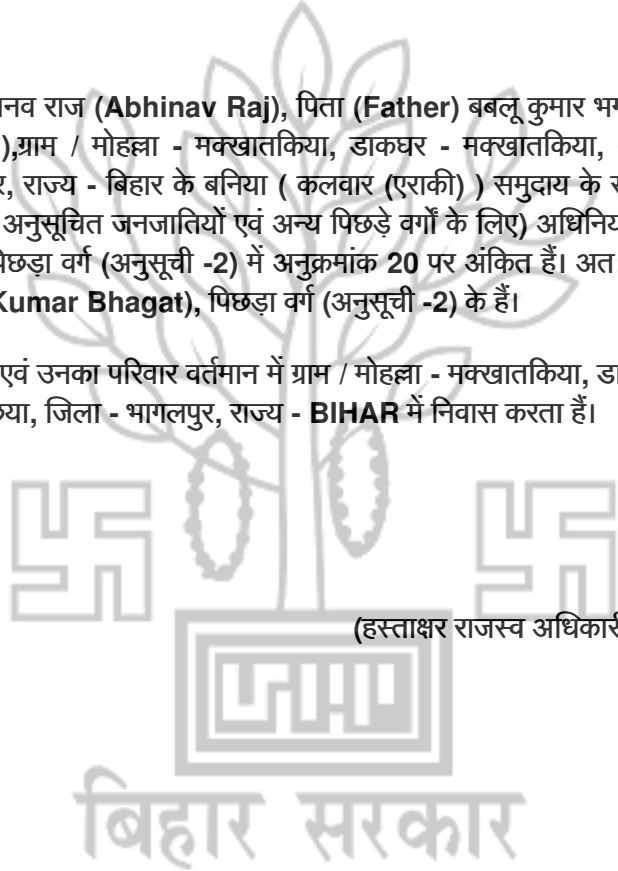 नव राज (Abhinav Raj), पिता (Father) बबलू कुमार भग
),ग्राम / मोहल्ला - मक्खातकिया, डाकघर - मक्खातकिया,
र, राज्य - बिहार के बनिया ( कलवार (एराकी) ) समुदाय के स
अनुसूचित जनजातियों एवं अन्य पिछड़े वर्गों के लिए) अधिनिय
पिछड़ा वर्ग (अनुसूची -2) में अनुक्रमांक 20 पर अंकित हैं। अत
Kumar Bhagat), पिछड़ा वर्ग (अनुसूची -2) के हैं।
एवं उनका परिवार वर्तमान में ग्राम / मोहल्ला - मक्खातकिया, डा
छिया, जिला - भागलपुर, राज्य - BIHAR में निवास करता हैं।
(हस्ताक्षर राजस्व अधिकारी
बिहार सरकार